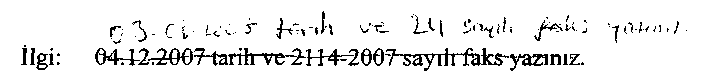 03-01-2005 tarih ve 24 sayılı faks yazınız.
İlgi: 04.12.2007 tarih ve 2114-2007 sayılı faks yazınız.